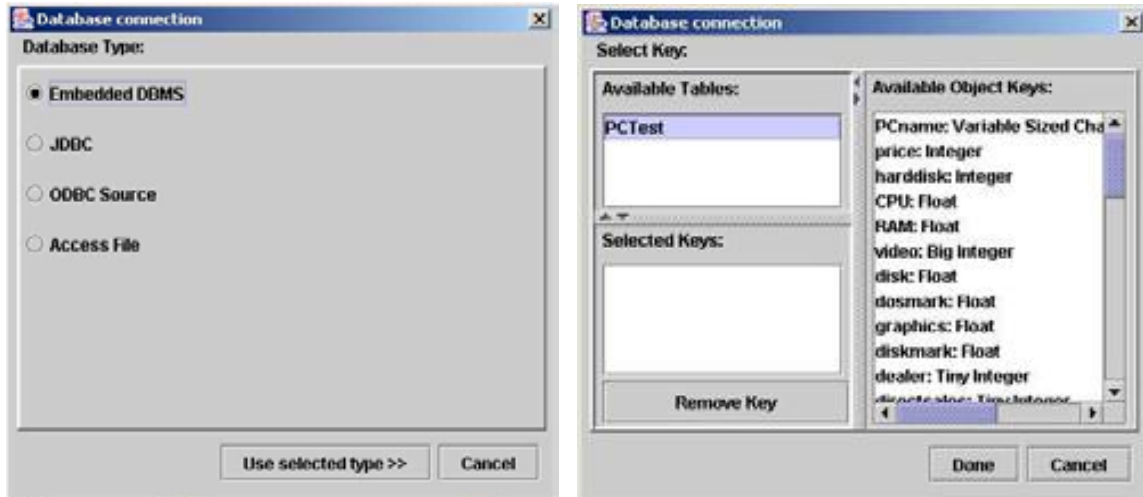 Database connection
Database Type:
Embedded DBMS
JDBC
ODBC Source
Access File
Use selected type >>
Cancel
Database connection
Select Key:
Available Tables:
PCTest
Selected Keys:
Remove Key
Available Object Keys:
PCname: Variable Sized Cha
price: Integer
harddisk: Integer
CPU: Float
RAM: Float
video: Big Integer
disk: Float
dosmark: Float
graphics: Float
diskmark: Float
dealer: Tiny Integer
Done
Cancel